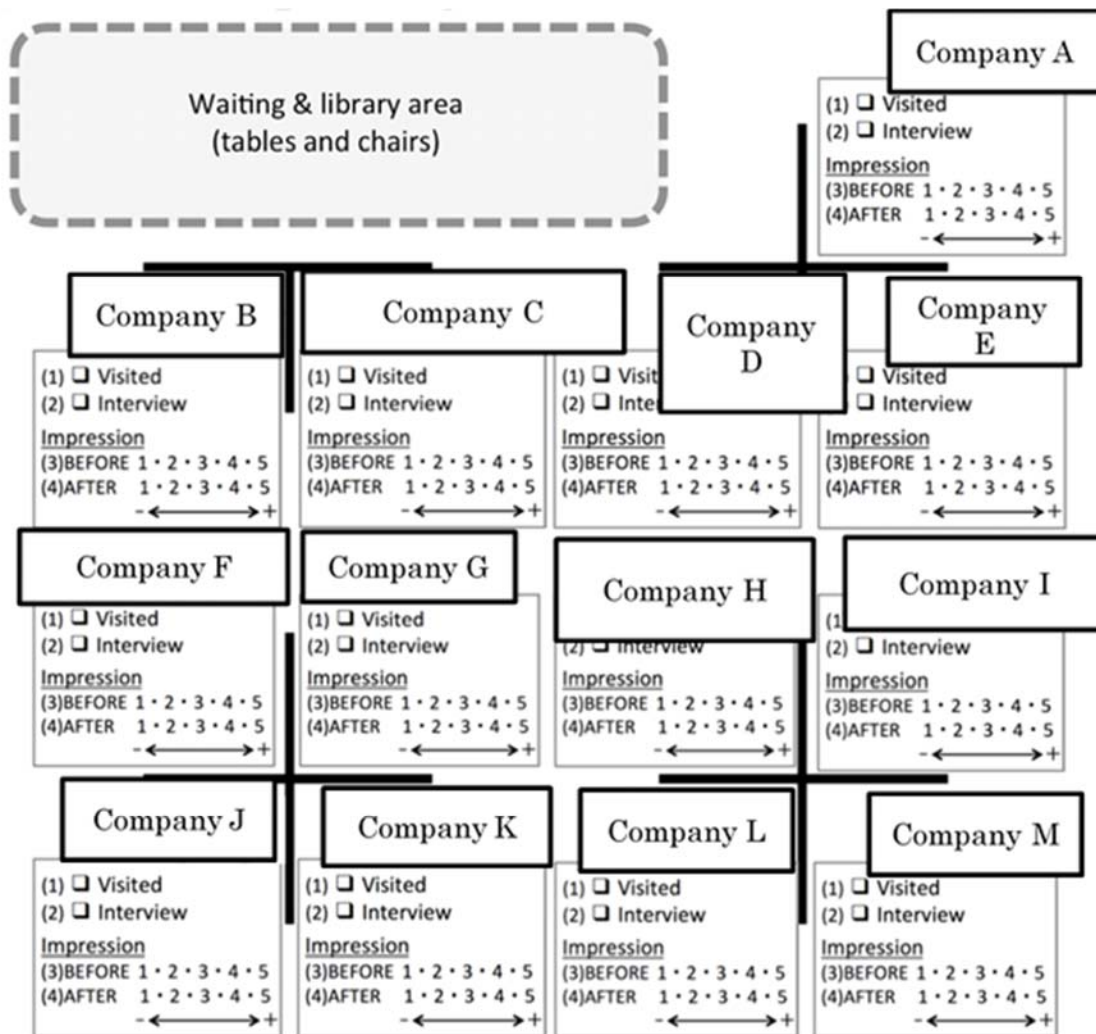 Waiting & library area
(tables and chairs)
Company A
(1) ❑ Visited
(2) ❑ Interview
Impression
(3)BEFORE 1・2・3・4・5
(4)AFTER 1・2・3・4・5
- +
Company B
(1) ❑ Visited
(2) ❑ Interview
Impression
(3)BEFORE 1・2・3・4・5
(4)AFTER 1・2・3・4・5
- +
Company C
(1) ❑ Visited
(2) ❑ Interview
Impression
(3)BEFORE 1・2・3・4・5
(4)AFTER 1・2・3・4・5
- +
Company
D
(1) ❑
(2) ❑
Impression
(3)BEFORE 1・2・3・4・5
(4)AFTER 1・2・3・4・5
- +
Company
E
❑ Visited
❑ Interview
Impression
(3)BEFORE 1・2・3・4・5
(4)AFTER 1・2・3・4・5
- +
Company F
(1) ❑ Visited
(2) ❑ Interview
Impression
(3)BEFORE 1・2・3・4・5
(4)AFTER 1・2・3・4・5
- +
Company G
(1) ❑ Visited
(2) ❑ Interview
Impression
(3)BEFORE 1・2・3・4・5
(4)AFTER 1・2・3・4・5
- +
Company H
(2) ❑ Interview
Impression
(3)BEFORE 1・2・3・4・5
(4)AFTER 1・2・3・4・5
- +
Company I
(2) ❑ Interview
Impression
(3)BEFORE 1・2・3・4・5
(4)AFTER 1・2・3・4・5
- +
Company J
(1) ❑ Visited
(2) ❑ Interview
Impression
(3)BEFORE 1・2・3・4・5
(4)AFTER 1・2・3・4・5
- +
Company K
(1) ❑ Visited
(2) ❑ Interview
Impression
(3)BEFORE 1・2・3・4・5
(4)AFTER 1・2・3・4・5
- +
Company L
(1) ❑ Visited
(2) ❑ Interview
Impression
(3)BEFORE 1・2・3・4・5
(4)AFTER 1・2・3・4・5
- +
Company M
(1) ❑ Visited
(2) ❑ Interview
Impression
(3)BEFORE 1・2・3・4・5
(4)AFTER 1・2・3・4・5
- +